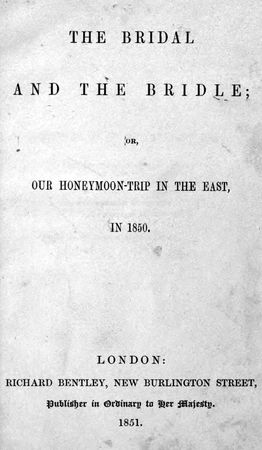 THE BRIDAL
AND THE BRIDLE;
OR,
OUR HONEYMOON-TRIP IN THE EAST,
IN 1850.
LONDON:
RICHARD BENTLEY, NEW BURLINGTON STREET,
Publisher in Ordinary to Her Majesty.
1851.